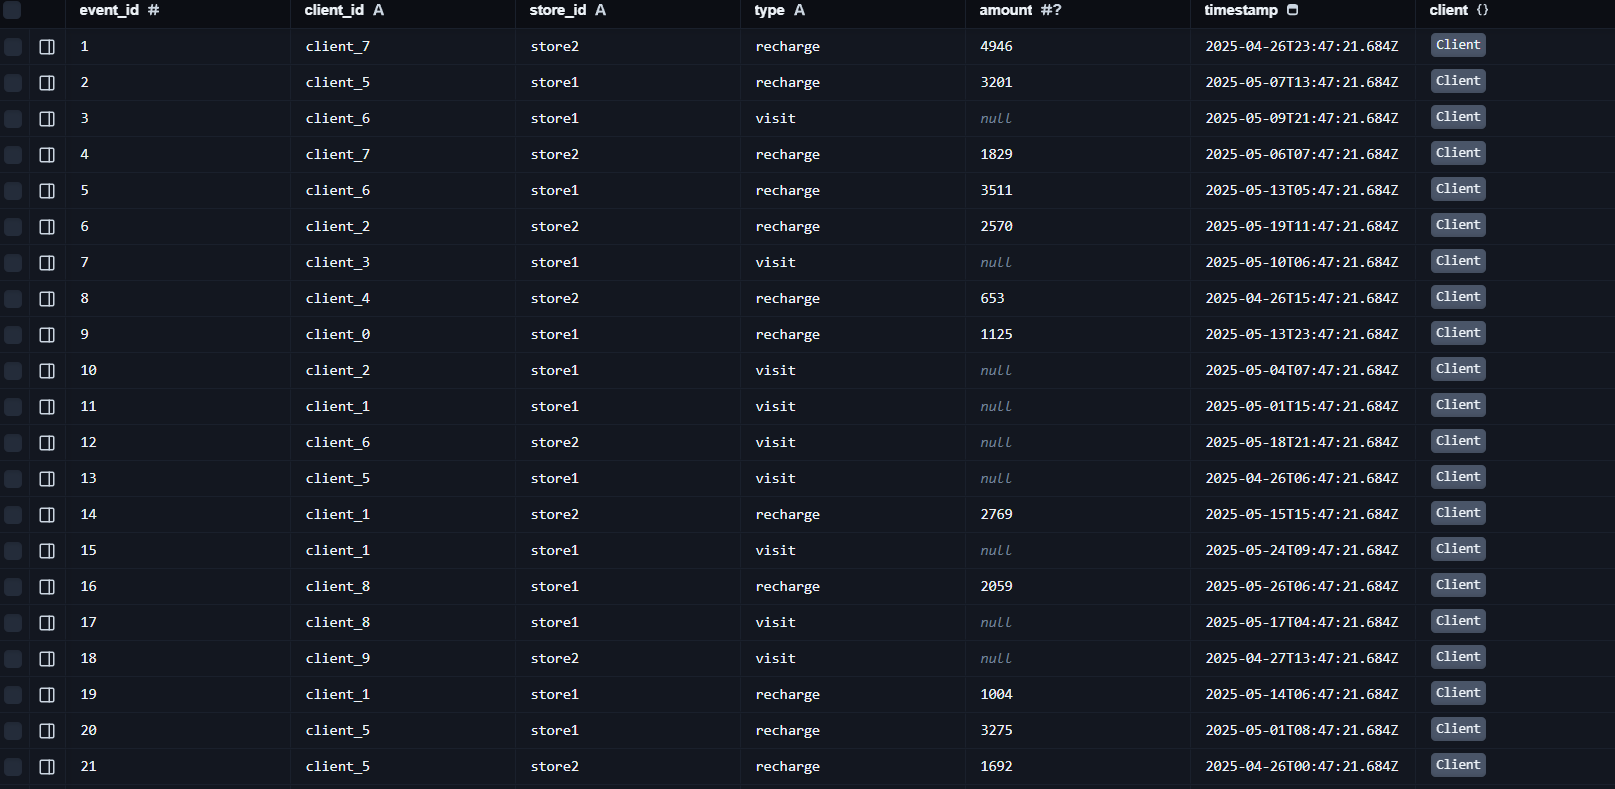 event_id # client_id A store_id A type A amount #? timestamp client {}
1 client_7 store2 recharge 4946 2025-04-26T23:47:21.684Z Client
2 client_5 store1 recharge 3201 2025-05-07T13:47:21.684Z Client
3 client_6 store1 visit null 2025-05-09T21:47:21.684Z Client
4 client_7 store2 recharge 1829 2025-05-06T07:47:21.684Z Client
5 client_6 store1 recharge 3511 2025-05-13T05:47:21.684Z Client
6 client_2 store2 recharge 2570 2025-05-19T11:47:21.684Z Client
7 client_3 store1 visit null 2025-05-10T06:47:21.684Z Client
8 client_4 store2 recharge 653 2025-04-26T15:47:21.684Z Client
9 client_0 store1 recharge 1125 2025-05-13T23:47:21.684Z Client
10 client_2 store1 visit null 2025-05-04T07:47:21.684Z Client
11 client_1 store1 visit null 2025-05-01T15:47:21.684Z Client
12 client_6 store2 visit null 2025-05-18T21:47:21.684Z Client
13 client_5 store1 visit null 2025-04-26T06:47:21.684Z Client
14 client_1 store2 recharge 2769 2025-05-15T15:47:21.684Z Client
15 client_1 store1 visit null 2025-05-24T09:47:21.684Z Client
16 client_8 store1 recharge 2059 2025-05-26T06:47:21.684Z Client
17 client_8 store1 visit null 2025-05-17T04:47:21.684Z Client
18 client_9 store2 visit null 2025-04-27T13:47:21.684Z Client
19 client_1 store1 recharge 1004 2025-05-14T06:47:21.684Z Client
20 client_5 store1 recharge 3275 2025-05-01T08:47:21.684Z Client
21 client_5 store2 recharge 1692 2025-04-26T00:47:21.684Z Client